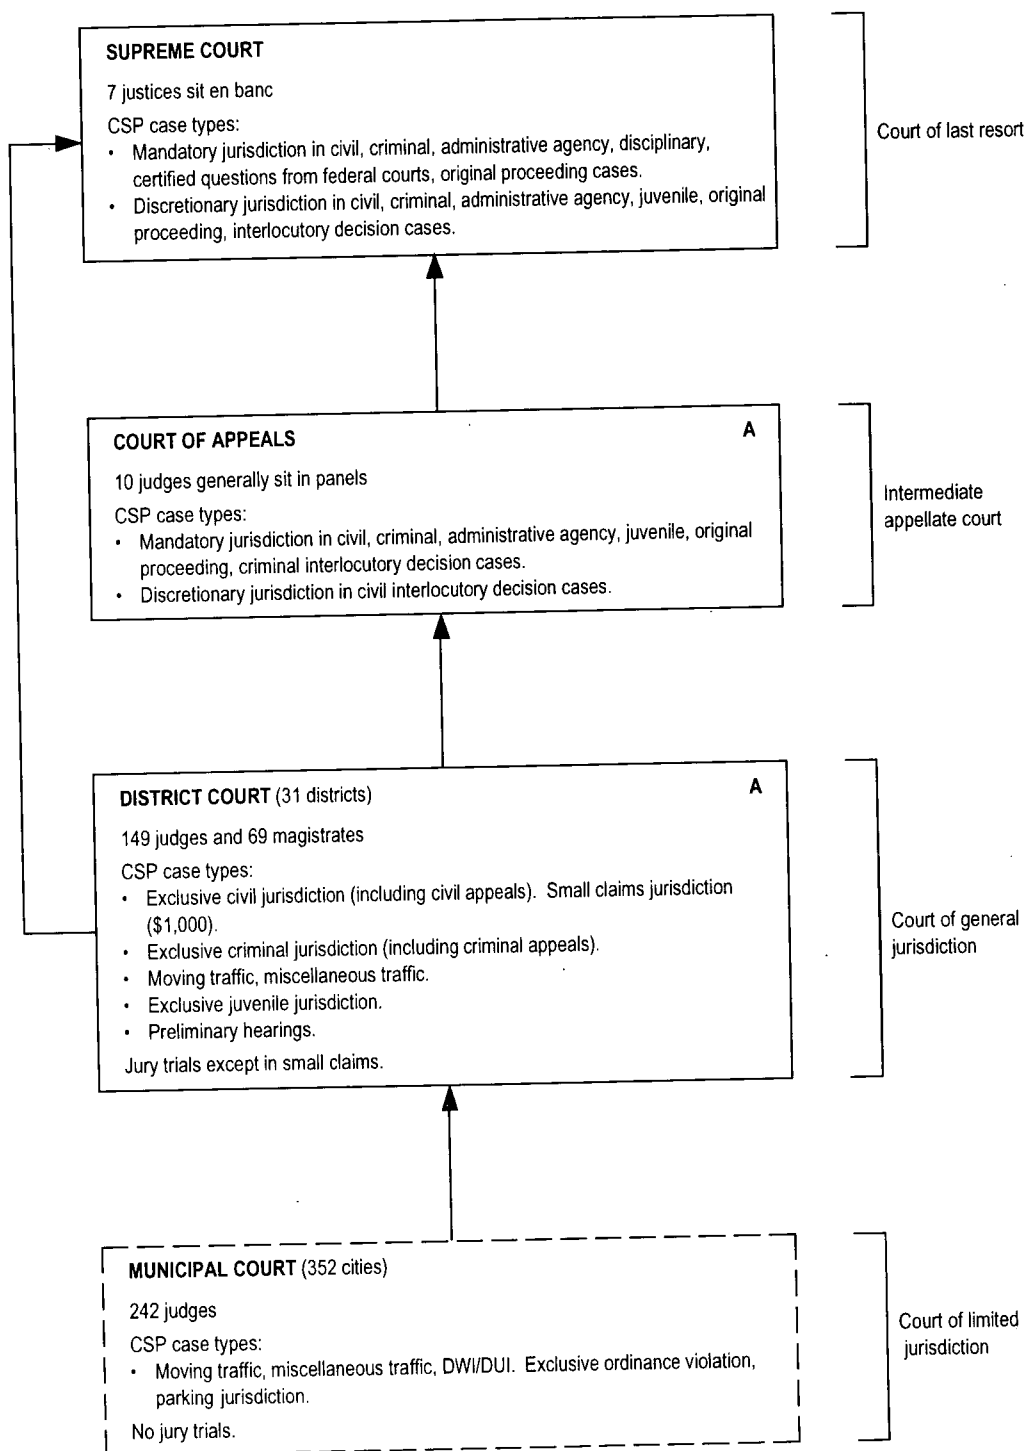 SUPREME COURT
7 justices sit en banc
CSP case types:
• Mandatory jurisdiction in civil, criminal, administrative agency, disciplinary,
certified questions from federal courts, original proceeding cases.
• Discretionary jurisdiction in civil, criminal, administrative agency, juvenile, original
proceeding, interlocutory decision cases.
Court of last resort
COURT OF APPEALS A
10 judges generally sit in panels
CSP case types:
• Mandatory jurisdiction in civil, criminal, administrative agency, juvenile, original
proceeding, criminal interlocutory decision cases.
• Discretionary jurisdiction in civil interlocutory decision cases.
Intermediate
appellate court
DISTRICT COURT (31 districts) A
149 judges and 69 magistrates
CSP case types:
• Exclusive civil jurisdiction (including civil appeals). Small claims jurisdiction
($1,000).
• Exclusive criminal jurisdiction (including criminal appeals).
• Moving traffic, miscellaneous traffic.
• Exclusive juvenile jurisdiction.
• Preliminary hearings.
Jury trials except in small claims.
Court of general
jurisdiction
MUNICIPAL COURT (352 cities)
242 judges
CSP case types:
• Moving traffic, miscellaneous traffic, DWI/DUI. Exclusive ordinance violation,
parking jurisdiction.
No jury trials.
Court of limited
jurisdiction